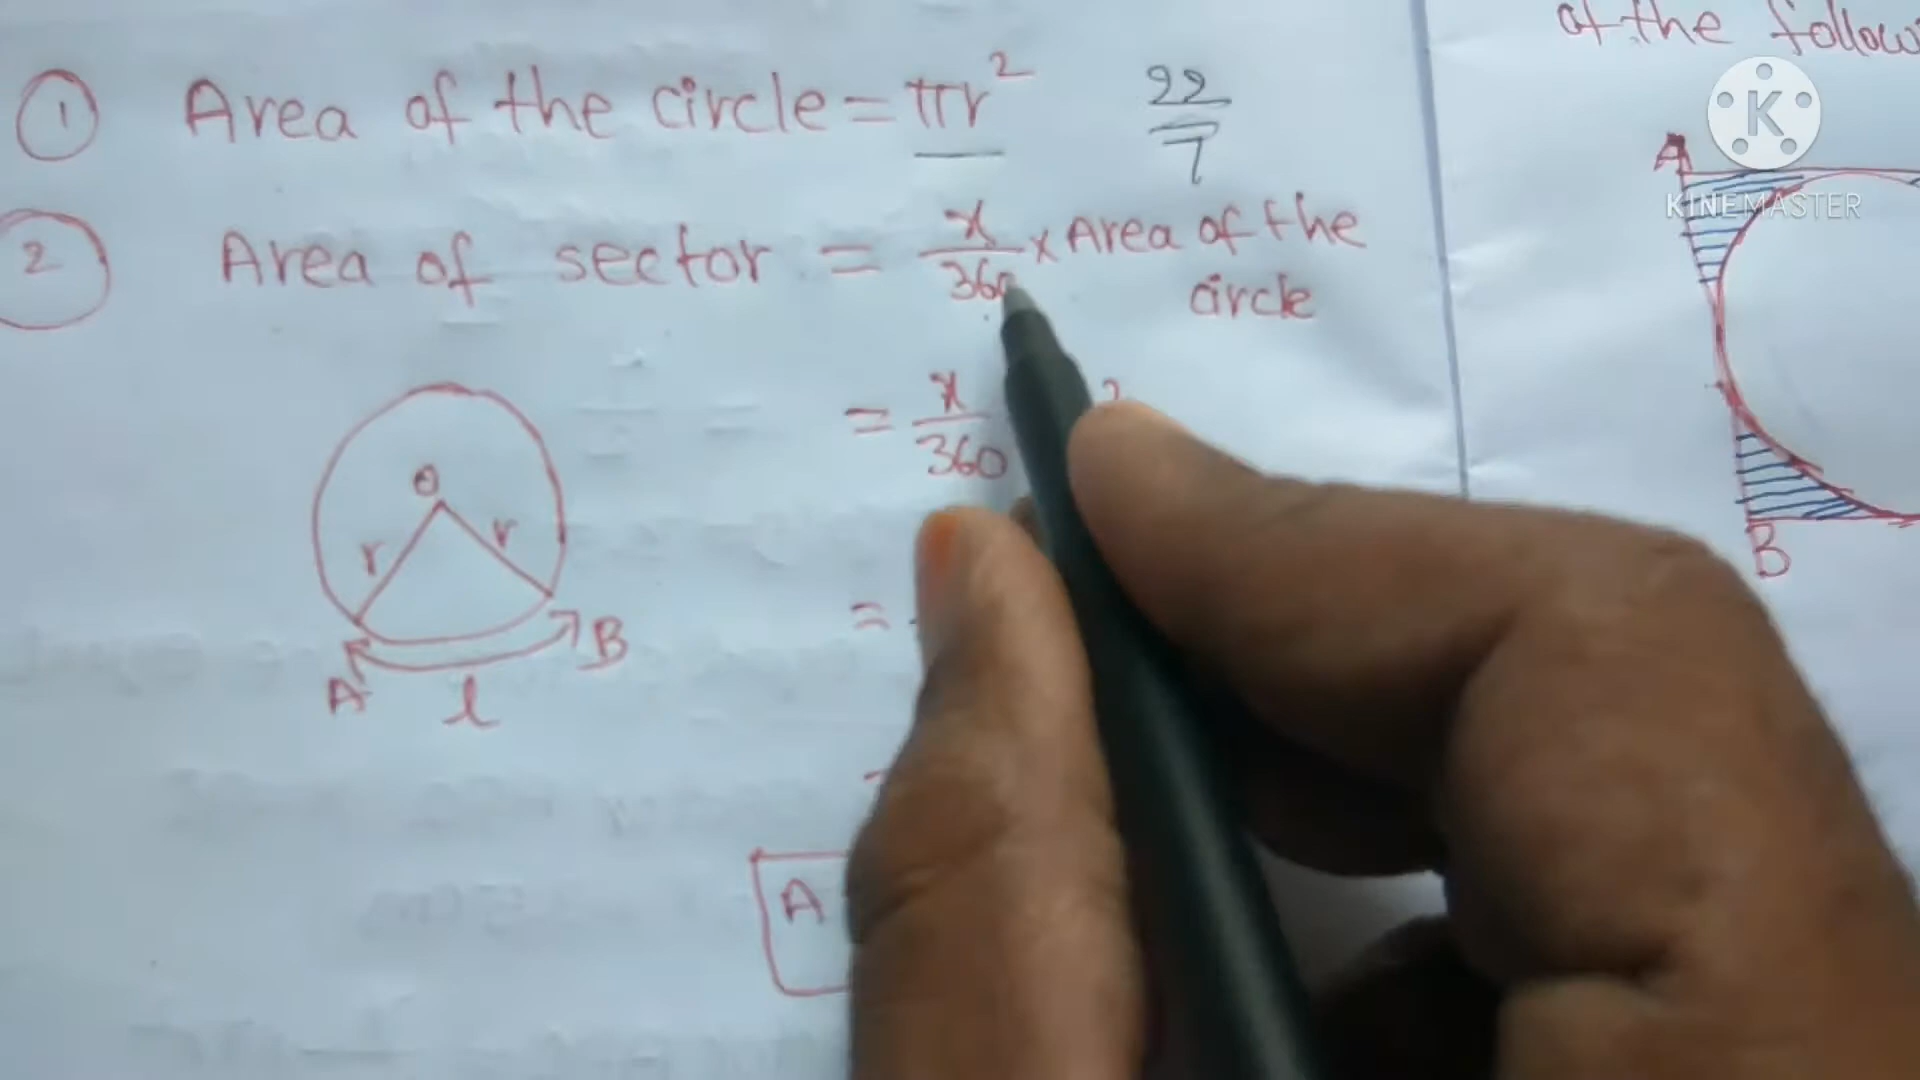 of the follow
① Area of the circle = πr² 22/7
K
KINEMASTER
② Area of sector = x/360 × Area of the
circle
= x/360 2
O
r r
=
A B
l
A
A
B